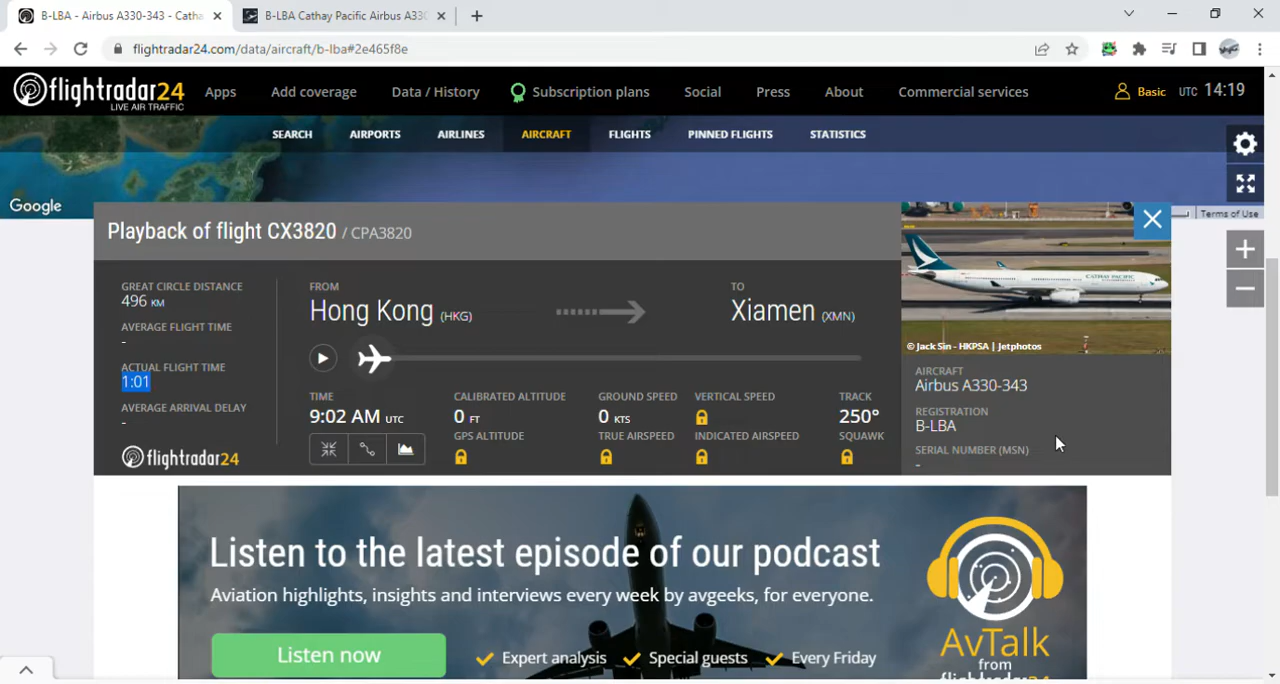 B-LBA - Airbus A330-343 - Catha
B-LBA Cathay Pacific Airbus A33
flightradar24.com/data/aircraft/b-lba#2e465f8e
flightradar24
LIVE AIR TRAFFIC
Apps Add coverage Data / History Subscription plans Social Press About Commercial services Basic UTC 14:19
SEARCH AIRPORTS AIRLINES AIRCRAFT FLIGHTS PINNED FLIGHTS STATISTICS
Google
Terms of Use
Playback of flight CX3820 / CPA3820
GREAT CIRCLE DISTANCE
496 KM
AVERAGE FLIGHT TIME
-
ACTUAL FLIGHT TIME
1:01
AVERAGE ARRIVAL DELAY
-
flightradar24
FROM
Hong Kong (HKG)
TO
Xiamen (XMN)
TIME
9:02 AM UTC
CALIBRATED ALTITUDE
0 FT
GPS ALTITUDE
GROUND SPEED
0 KTS
TRUE AIRSPEED
VERTICAL SPEED
INDICATED AIRSPEED
TRACK
250°
SQUAWK
CATHAY PACIFIC
© Jack Sin - HKPSA | Jetphotos
AIRCRAFT
Airbus A330-343
REGISTRATION
B-LBA
SERIAL NUMBER (MSN)
-
Listen to the latest episode of our podcast
Aviation highlights, insights and interviews every week by avgeeks, for everyone.
Listen now
Expert analysis Special guests Every Friday
AvTalk
from
flightradar24